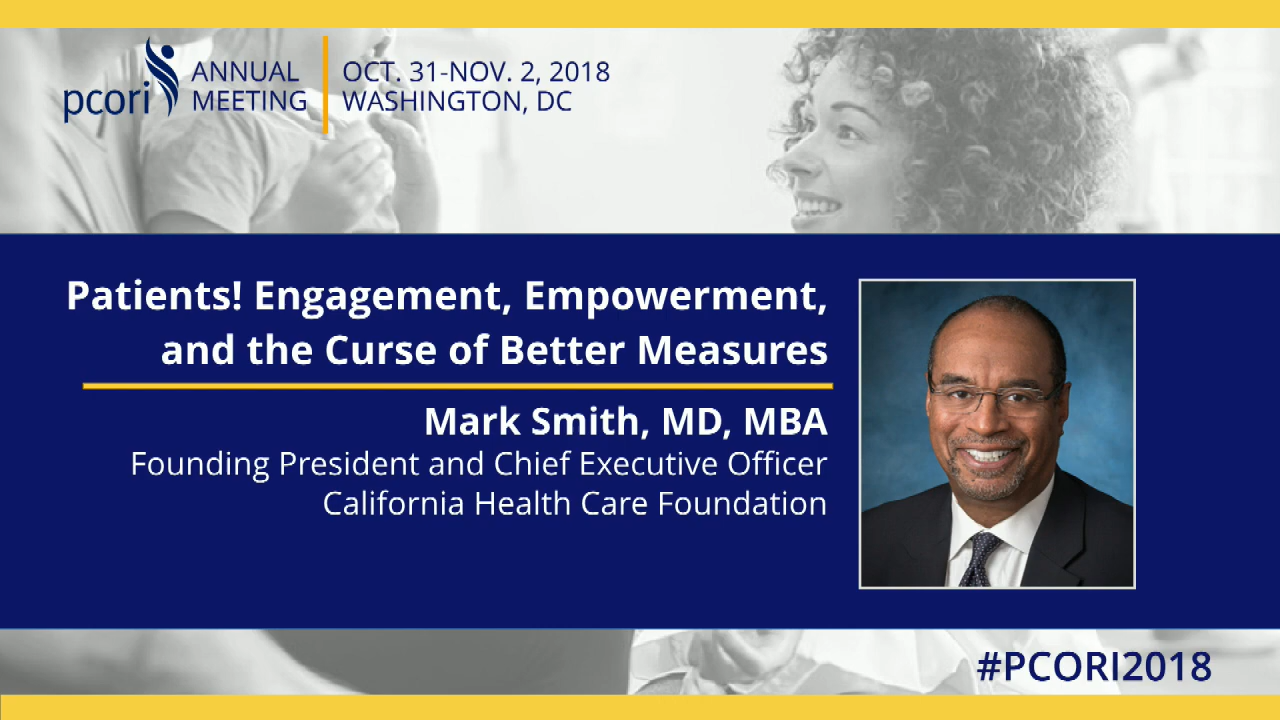 pcori
ANNUAL
MEETING
OCT. 31-NOV. 2, 2018
WASHINGTON, DC
Patients! Engagement, Empowerment,
and the Curse of Better Measures
Mark Smith, MD, MBA
Founding President and Chief Executive Officer
California Health Care Foundation
#PCORI2018